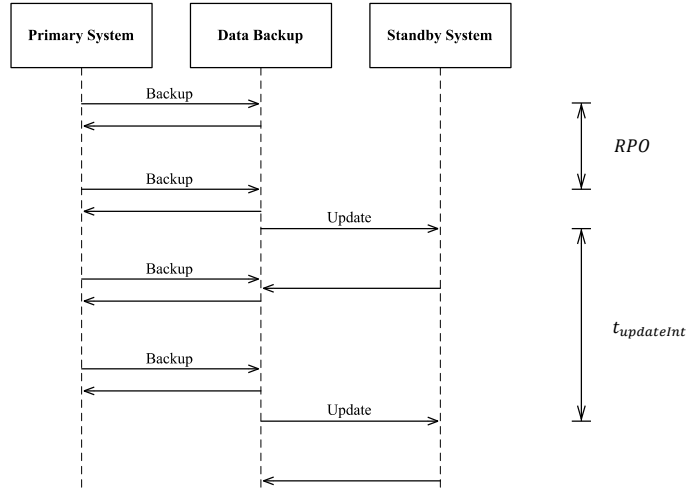 Primary System
Data Backup
Standby System
Backup
RPO
Backup
Update
Backup
t_updateInt
Backup
Update